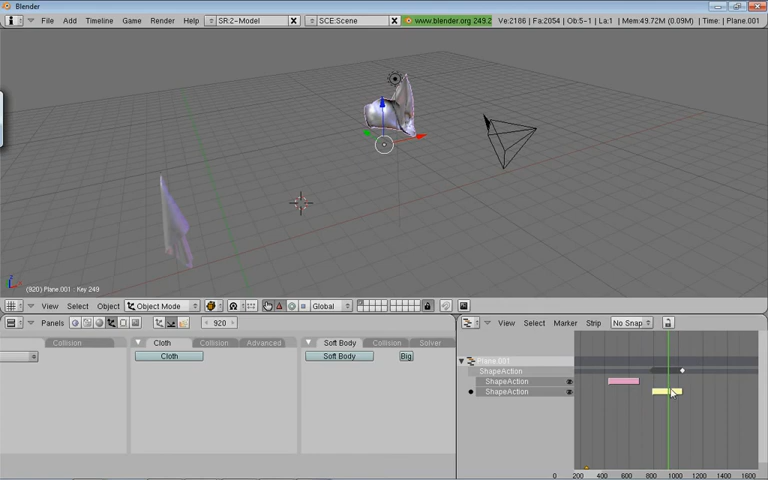 Blender
File Add Timeline Game Render Help SR:2-Model SCE:Scene www.blender.org 249.2 Ve:2186 | Fa:2054 | Ob:5-1 | La:1 | Mem:49.72M (0.09M) | Time: | Plane.001
(920) Plane.001 : Key 249
View Select Object Object Mode Global
Panels 920 View Select Marker Strip No Snap
Collision Cloth Collision Advanced Soft Body Collision Solver
Cloth Soft Body Big
Plane.001
ShapeAction
ShapeAction
ShapeAction
0 200 400 600 800 1000 1200 1400 1600